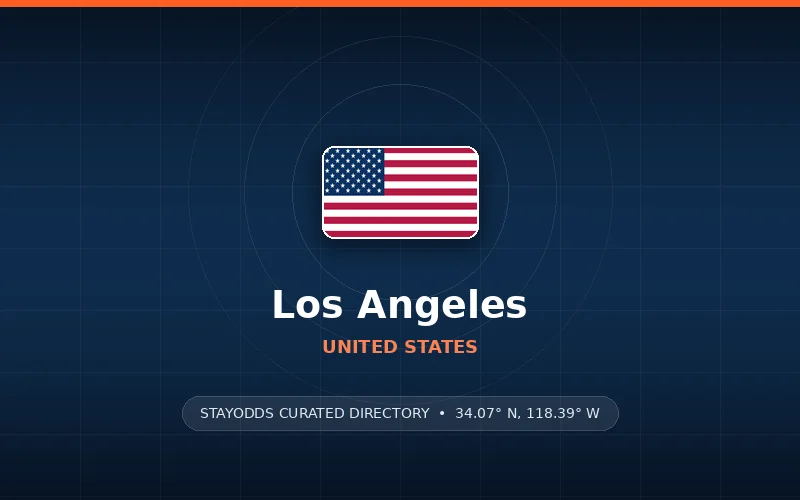 Los Angeles
UNITED STATES
STAYODDS CURATED DIRECTORY • 34.07° N, 118.39° W